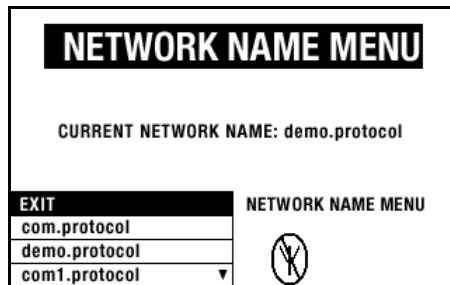 NETWORK NAME MENU
CURRENT NETWORK NAME: demo.protocol
EXIT
com.protocol
demo.protocol
com1.protocol
NETWORK NAME MENU